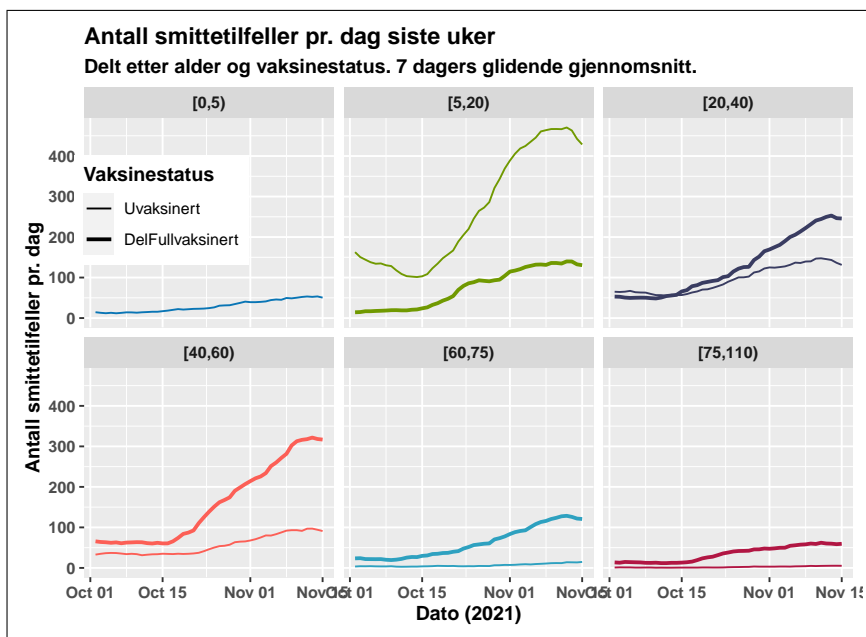 Antall smittetilfeller pr. dag siste uker
Delt etter alder og vaksinestatus. 7 dagers glidende gjennomsnitt.
[0,5)
[5,20)
[20,40)
400
300
200
100
0
Vaksinestatus
Uvaksinert
DelFullvaksinert
Antall smittetilfeller pr. dag
[40,60)
[60,75)
[75,110)
400
300
200
100
0
Oct 01
Oct 15
Nov 01
Nov 15
Oct 01
Oct 15
Nov 01
Nov 15
Oct 01
Oct 15
Nov 01
Nov 15
Dato (2021)